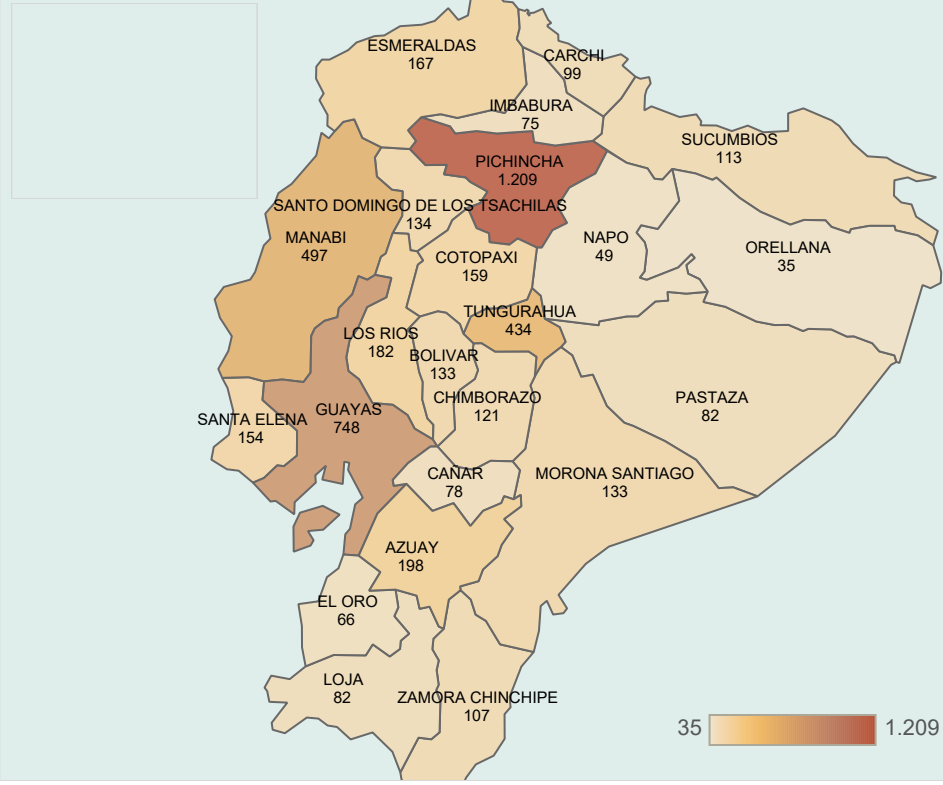 ESMERALDAS
167
CARCHI
99
IMBABURA
75
SUCUMBIOS
113
PICHINCHA
1.209
SANTO DOMINGO DE LOS TSACHILAS
134
MANABI
497
NAPO
49
ORELLANA
35
COTOPAXI
159
TUNGURAHUA
434
LOS RIOS
182
BOLIVAR
133
CHIMBORAZO
121
PASTAZA
82
SANTA ELENA
154
GUAYAS
748
CAÑAR
78
MORONA SANTIAGO
133
AZUAY
198
EL ORO
66
LOJA
82
ZAMORA CHINCHIPE
107
35
1.209